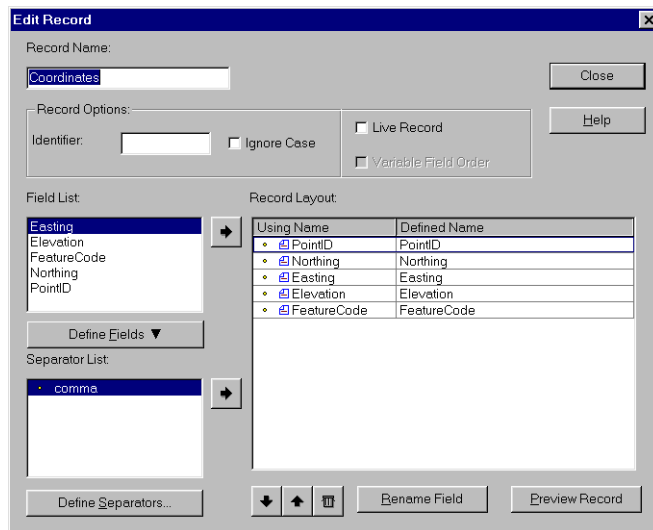 Edit Record
Record Name:
Coordinates
Close
Record Options:
Identifier:
Ignore Case
Live Record
Variable Field Order
Help
Field List:
Easting
Elevation
FeatureCode
Northing
PointID
Define Fields
Separator List:
comma
Define Separators...
Record Layout:
Using Name Defined Name
PointID PointID
Northing Northing
Easting Easting
Elevation Elevation
FeatureCode FeatureCode
Rename Field
Preview Record